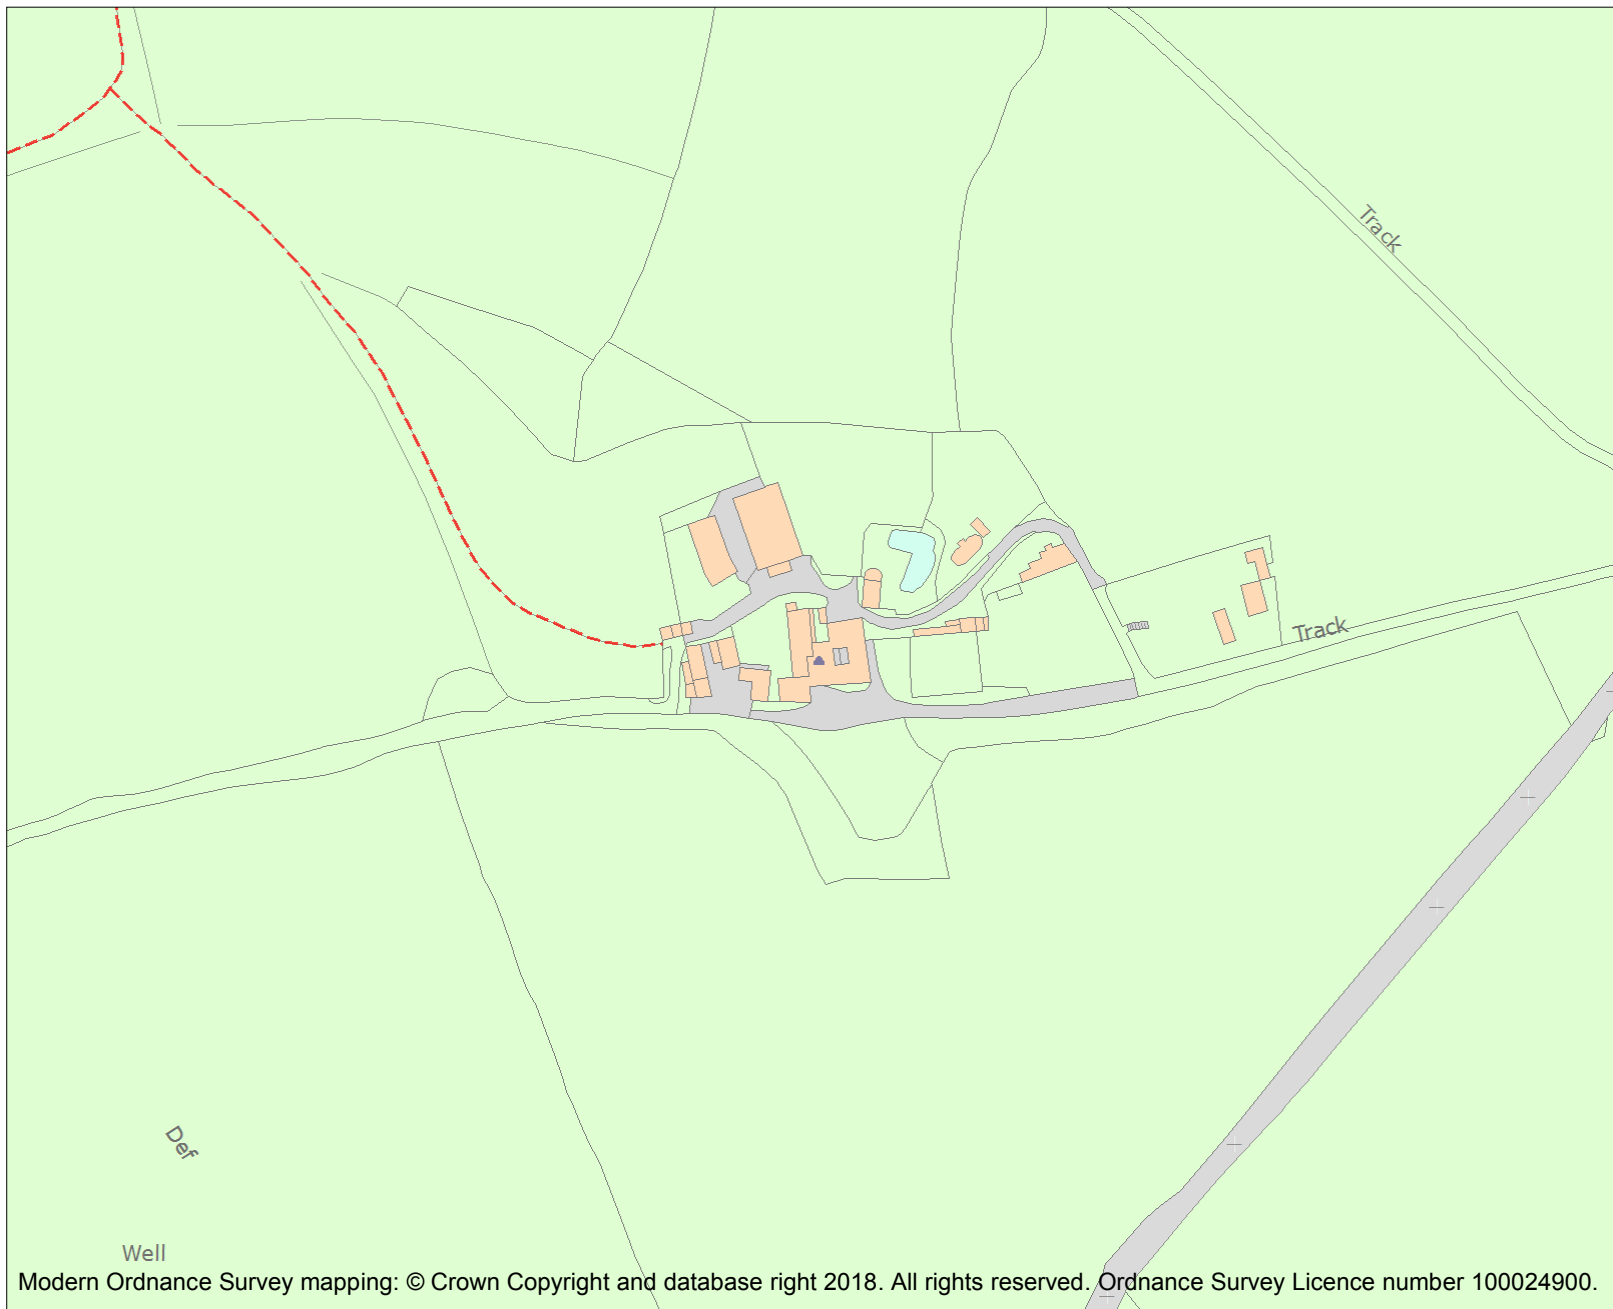 Track
Track
Def
Well
Modern Ordnance Survey mapping: © Crown Copyright and database right 2018. All rights reserved. Ordnance Survey Licence number 100024900.